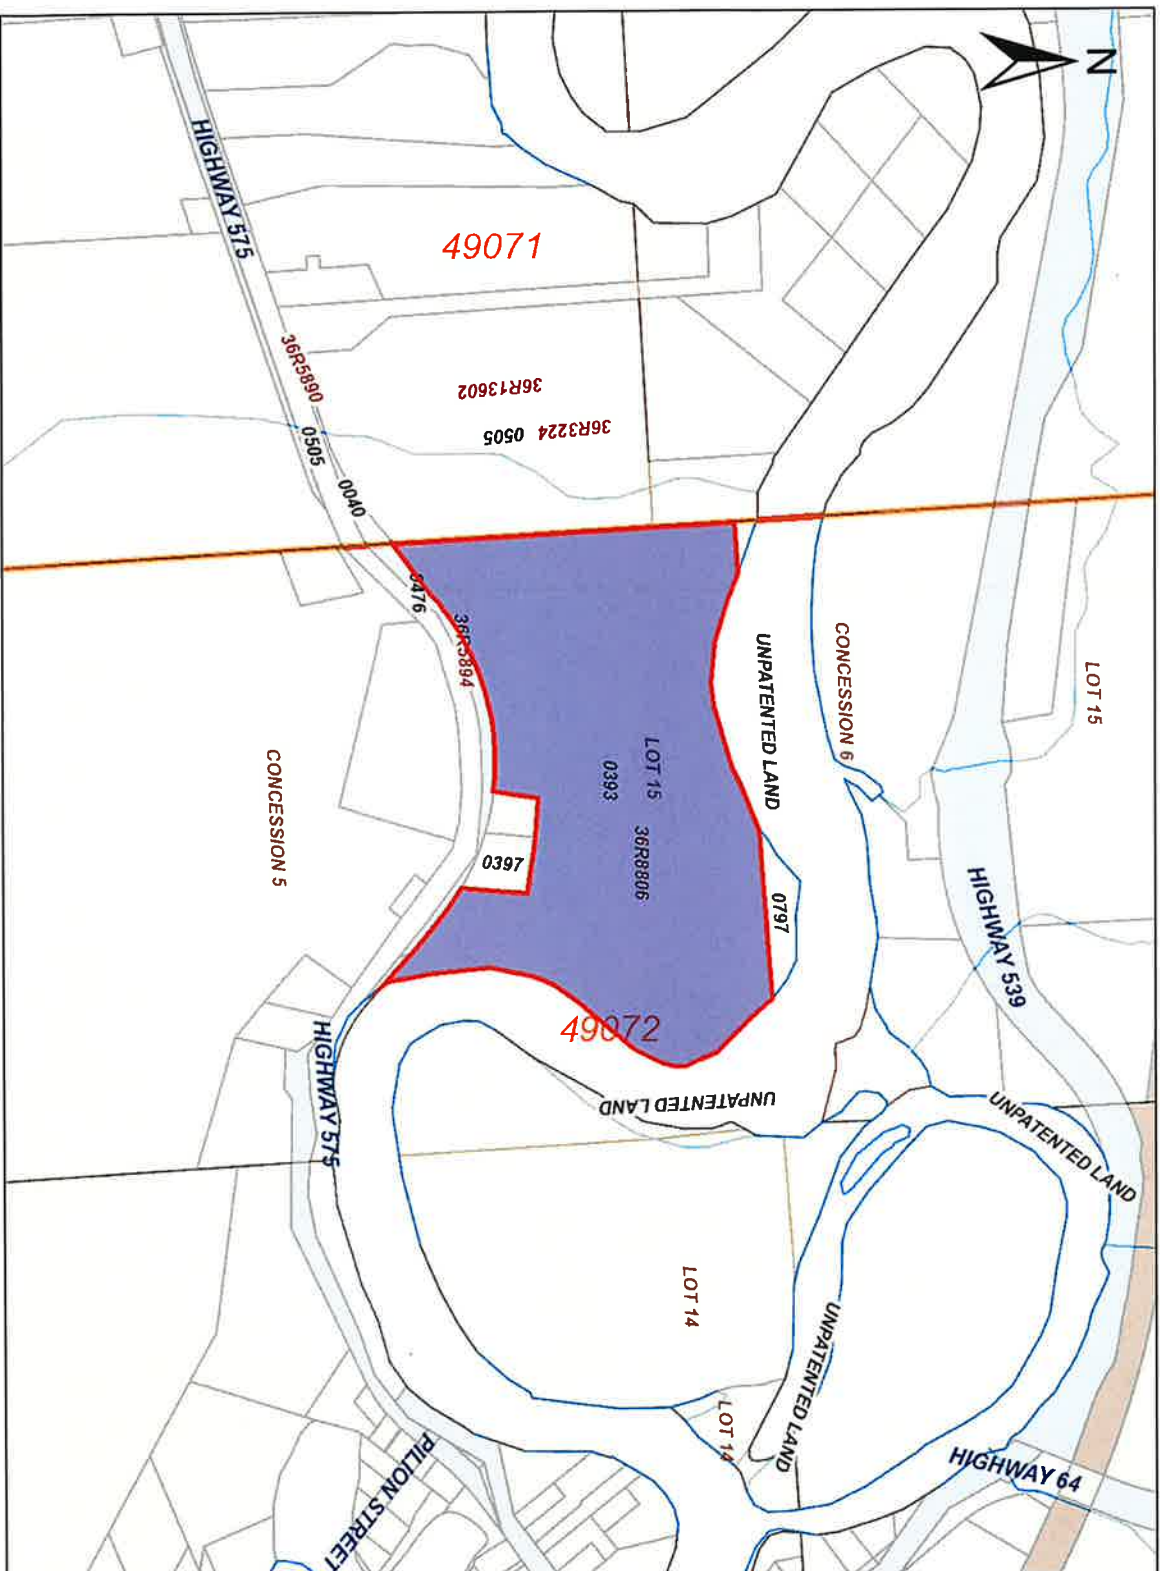 N
HIGHWAY 575
49071
36R5890
0505
0040
36R13602
0505 36R3224
0476
36R5894
UNPATENTED LAND
CONCESSION 6
LOT 15
LOT 15
0393
36R8806
CONCESSION 5
0397
0797
HIGHWAY 539
49072
HIGHWAY 575
UNPATENTED LAND
UNPATENTED LAND
LOT 14
UNPATENTED LAND
LOT 14
HIGHWAY 64
PILION STREET